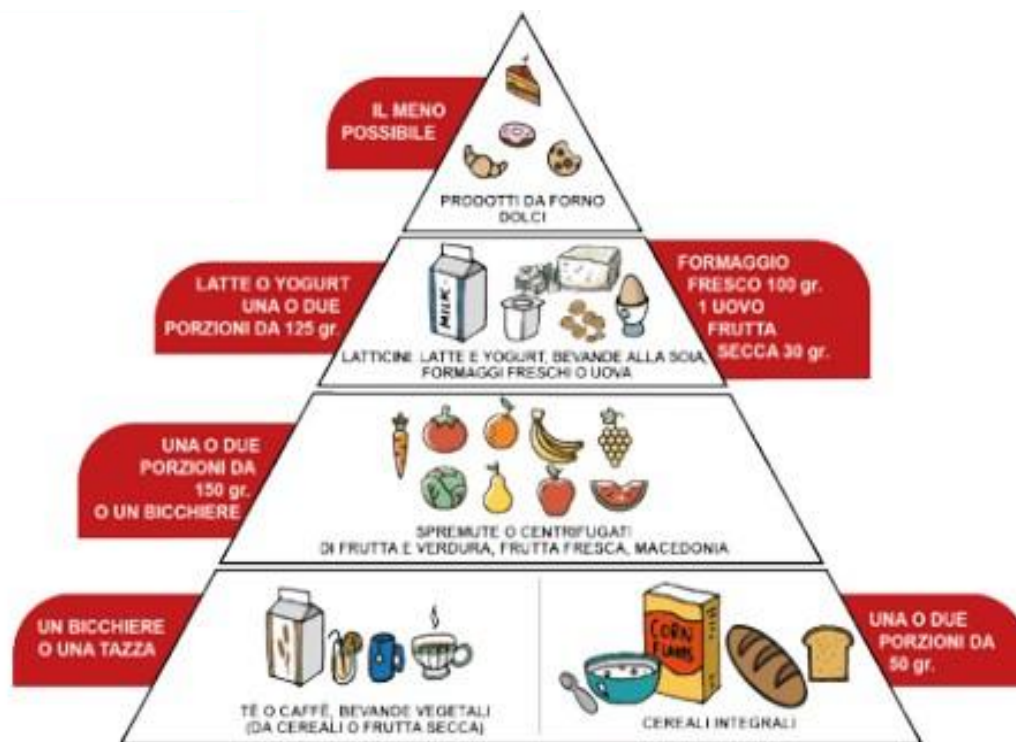 IL MENO
POSSIBILE
PRODOTTI DA FORNO
DOLCI
LATTE O YOGURT
UNA O DUE
PORZIONI DA 125 gr.
MILK
FORMAGGIO
FRESCO 100 gr.
1 UOVO
FRUTTA
SECCA 30 gr.
LATTICINI: LATTE E YOGURT, BEVANDE ALLA SOIA,
FORMAGGI FRESCHI O UOVA
UNA O DUE
PORZIONI DA
150 gr.
O UN BICCHIERE
SPREMUTE O CENTRIFUGATI
DI FRUTTA E VERDURA, FRUTTA FRESCA, MACEDONIA
UN BICCHIERE
O UNA TAZZA
TÈ O CAFFÈ, BEVANDE VEGETALI
(DA CEREALI O FRUTTA SECCA)
CORN
FLAKES
CEREALI INTEGRALI
UNA O DUE
PORZIONI DA
50 gr.